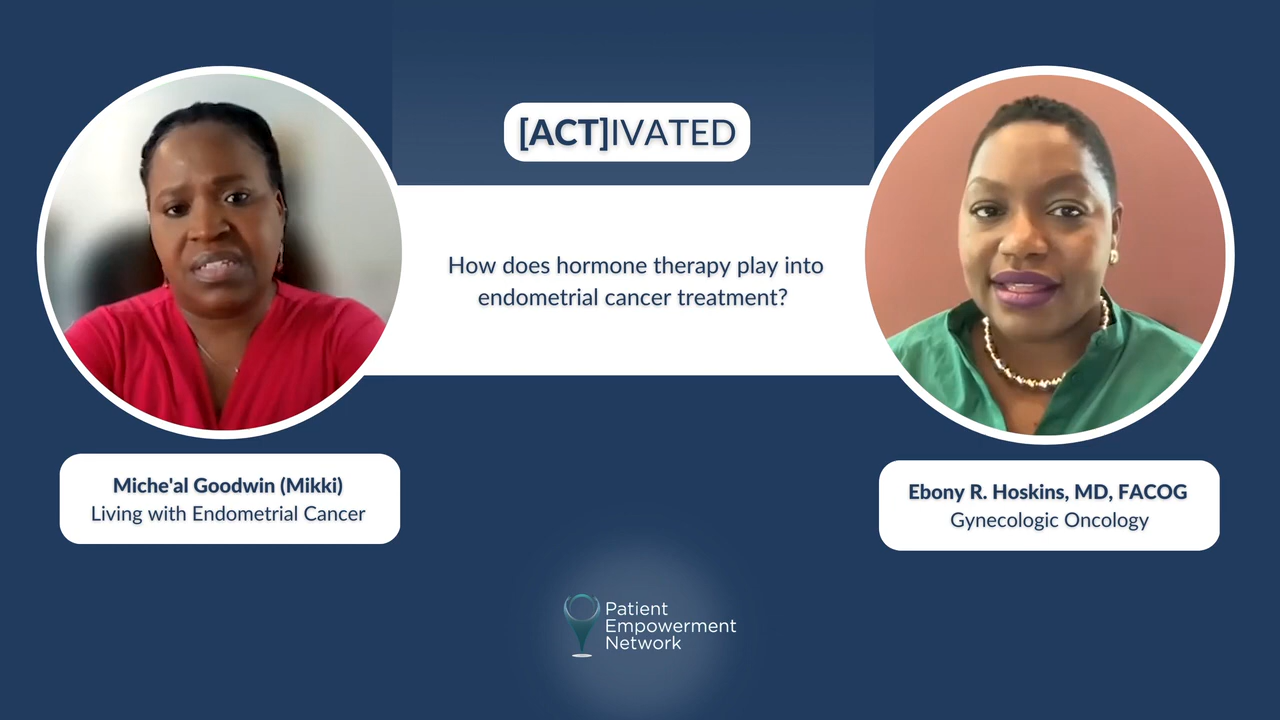 [ACT]IVATED
How does hormone therapy play into
endometrial cancer treatment?
Miche'al Goodwin (Mikki)
Living with Endometrial Cancer
Ebony R. Hoskins, MD, FACOG
Gynecologic Oncology
Patient
Empowerment
Network